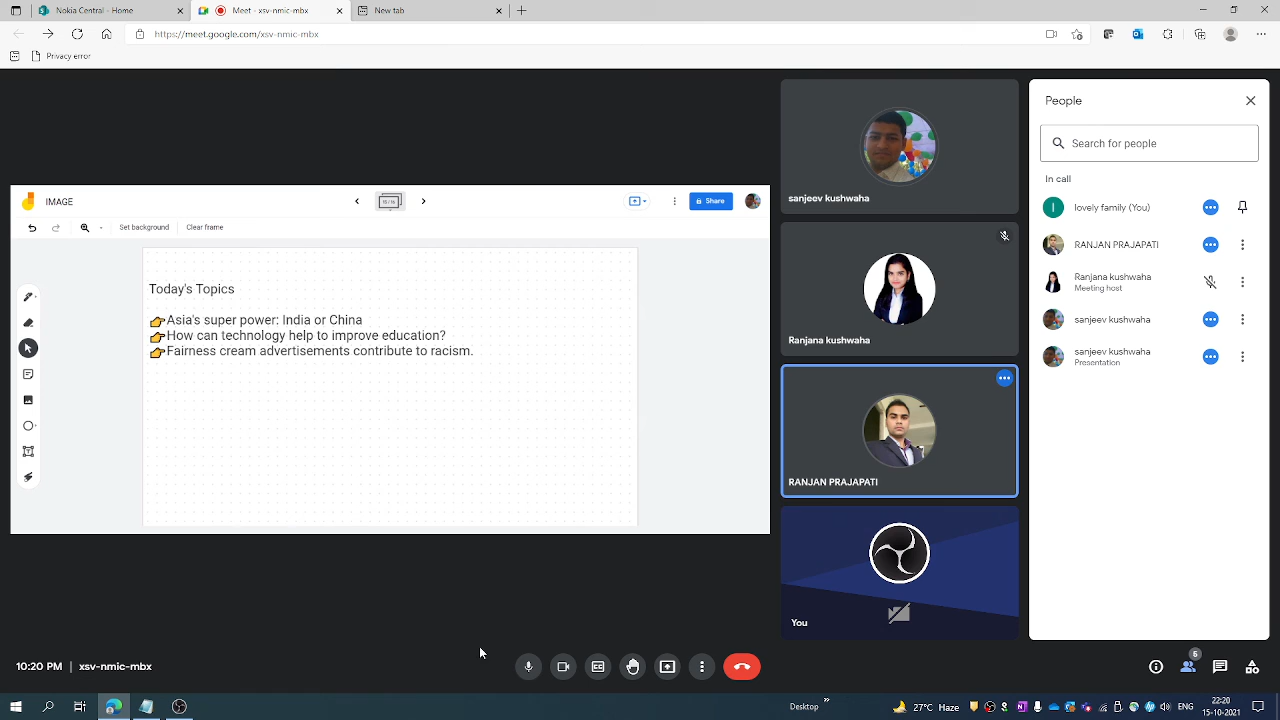 Nokia Central - Home
Meet - xsv-nmic-mbx
New tab
https://meet.google.com/xsv-nmic-mbx
Privacy error
IMAGE
Share
Set background
Clear frame
Today's Topics
👉Asia's super power: India or China
👉How can technology help to improve education?
👉Fairness cream advertisements contribute to racism.
sanjeev kushwaha
Ranjana kushwaha
RANJAN PRAJAPATI
You
People
Search for people
In call
lovely family (You)
RANJAN PRAJAPATI
Ranjana kushwaha
Meeting host
sanjeev kushwaha
sanjeev kushwaha
Presentation
10:20 PM | xsv-nmic-mbx
5
Desktop
27°C Haze
22:20
15-10-2021